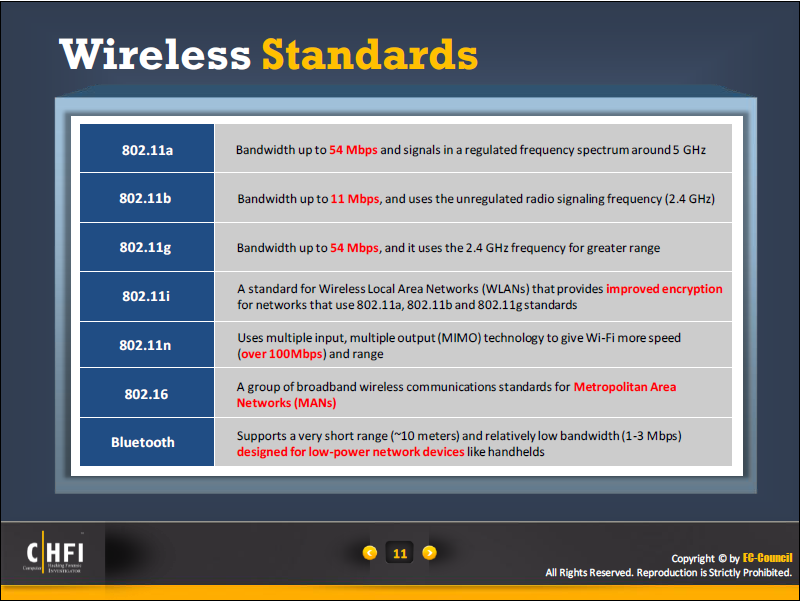 Wireless Standards
802.11a
Bandwidth up to 54 Mbps and signals in a regulated frequency spectrum around 5 GHz
802.11b
Bandwidth up to 11 Mbps, and uses the unregulated radio signaling frequency (2.4 GHz)
802.11g
Bandwidth up to 54 Mbps, and it uses the 2.4 GHz frequency for greater range
802.11i
A standard for Wireless Local Area Networks (WLANs) that provides improved encryption
for networks that use 802.11a, 802.11b and 802.11g standards
802.11n
Uses multiple input, multiple output (MIMO) technology to give Wi-Fi more speed
(over 100Mbps) and range
802.16
A group of broadband wireless communications standards for Metropolitan Area
Networks (MANs)
Bluetooth
Supports a very short range (~10 meters) and relatively low bandwidth (1-3 Mbps)
designed for low-power network devices like handhelds
CHFI
Computer Hacking Forensic
INVESTIGATOR
11
Copyright © by EC-Council
All Rights Reserved. Reproduction is Strictly Prohibited.